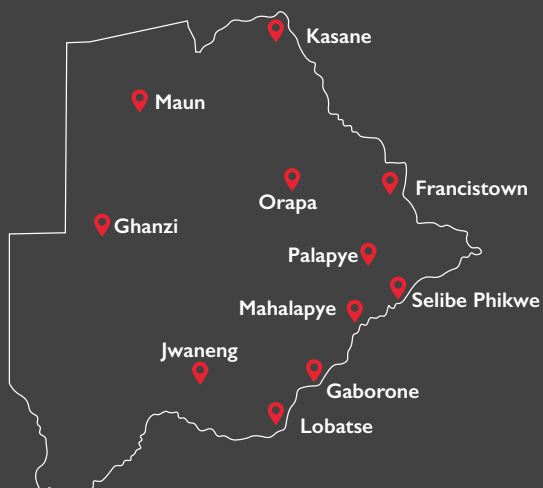 Kasane
Maun
Orapa
Francistown
Ghanzi
Palapye
Selibe Phikwe
Mahalapye
Jwaneng
Gaborone
Lobatse